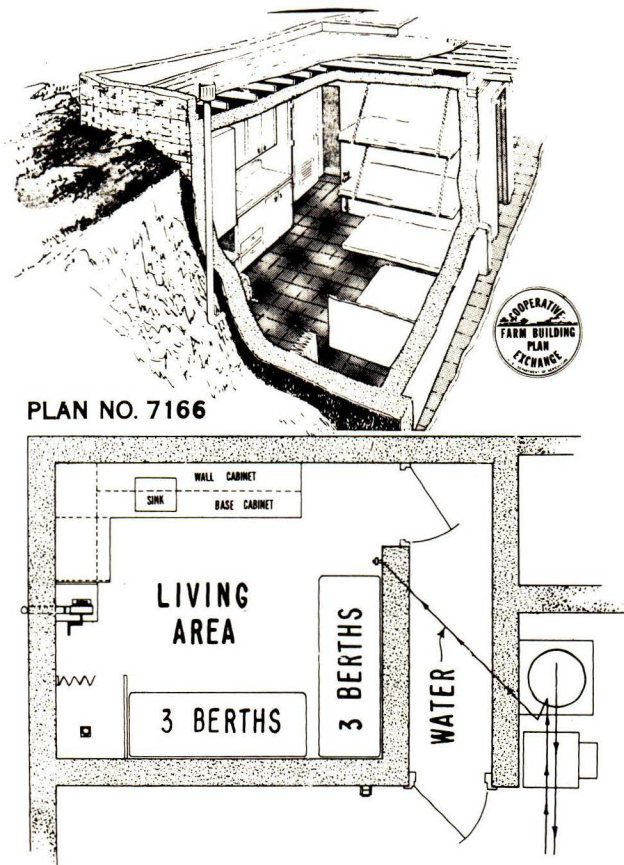 COOPERATIVE
FARM BUILDING
PLAN
EXCHANGE
PLAN NO. 7166
WALL CABINET
SINK
BASE CABINET
LIVING
AREA
3 BERTHS
3 BERTHS
WATER